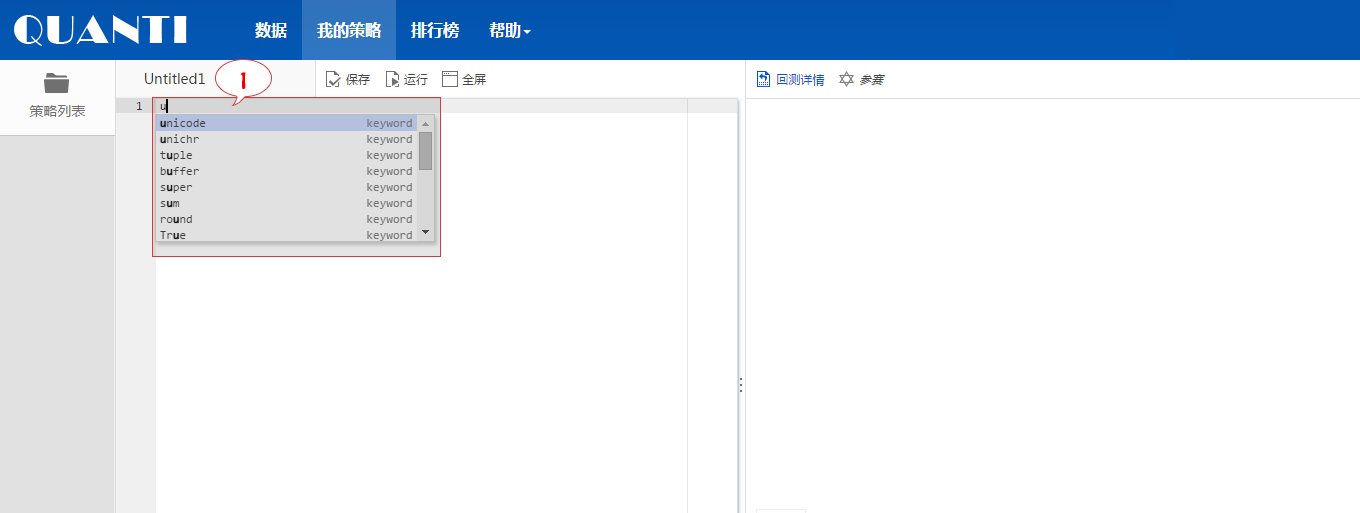 QUANTI 数据 我的策略 排行榜 帮助
策略列表
Untitled1 1 保存 运行 全屏 回测详情 参赛
1 u
unicode keyword
unichr keyword
tuple keyword
buffer keyword
super keyword
sum keyword
round keyword
True keyword